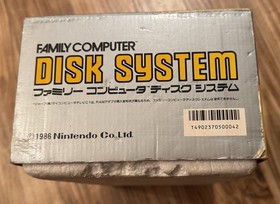 FAMILY COMPUTER™
DISK SYSTEM
ファミリー コンピュータ ディスク システム
©1986 Nintendo Co.,Ltd.
T4902370500042